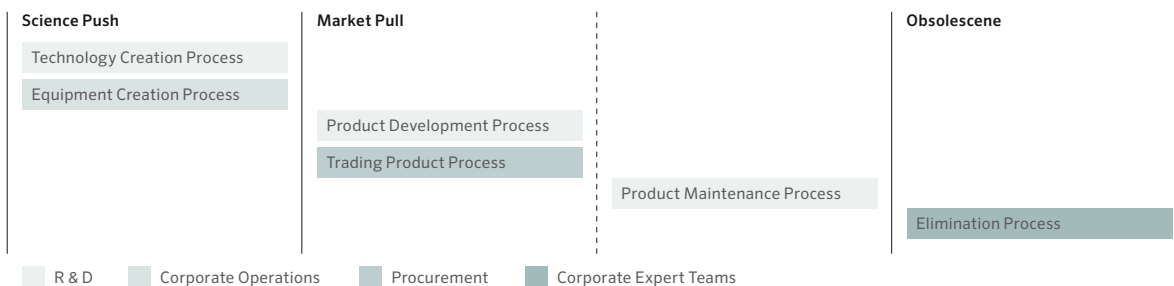 Science Push
Market Pull
Obsolescene
Technology Creation Process
Equipment Creation Process
Product Development Process
Trading Product Process
Product Maintenance Process
Elimination Process
R & D
Corporate Operations
Procurement
Corporate Expert Teams